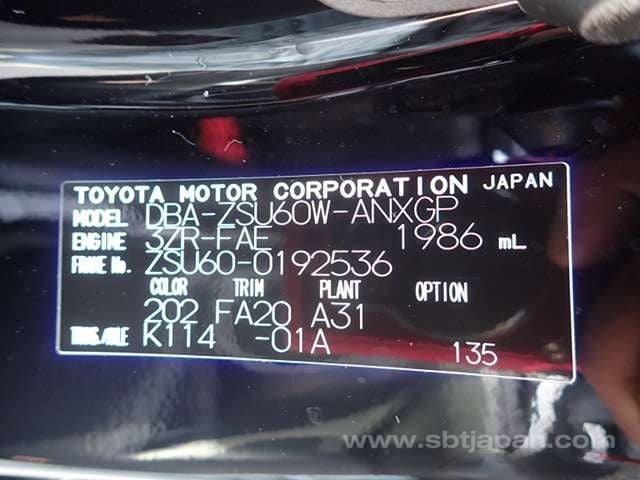 TOYOTA MOTOR CORPORATION JAPAN
MODEL DBA-ZSU60W-ANXGP
ENGINE 3ZR-FAE 1986 mL
FRAME No. ZSU60-0192536
COLOR TRIM PLANT OPTION
202 FA20 A31
TRANS/AXLE K114 -01A
135
www.sbtjapan.com